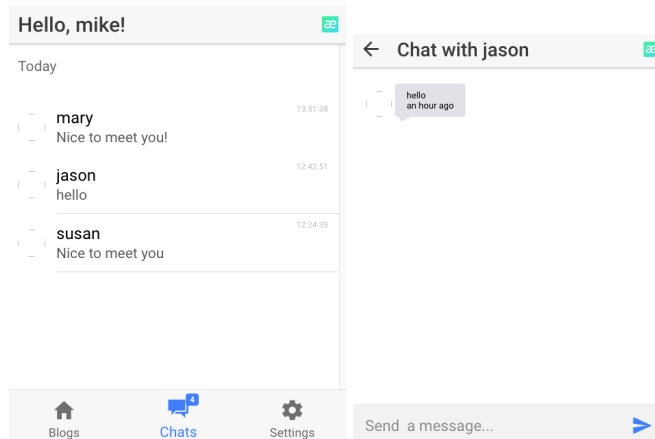 Hello, mike!
æ
Today
mary
13:51:38
Nice to meet you!
jason
12:42:51
hello
susan
12:24:35
Nice to meet you
4
Blogs
Chats
Settings
Chat with jason
æ
hello
an hour ago
Send a message...